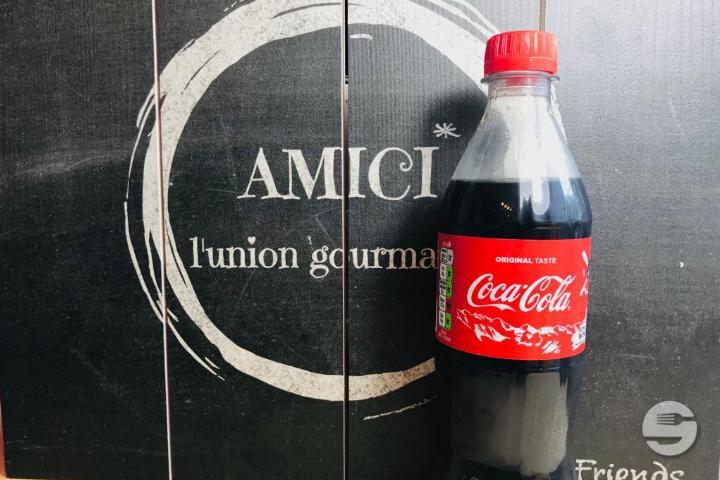 AMICI*
l'union gourma
ORIGINAL TASTE
Coca-Cola
Friends